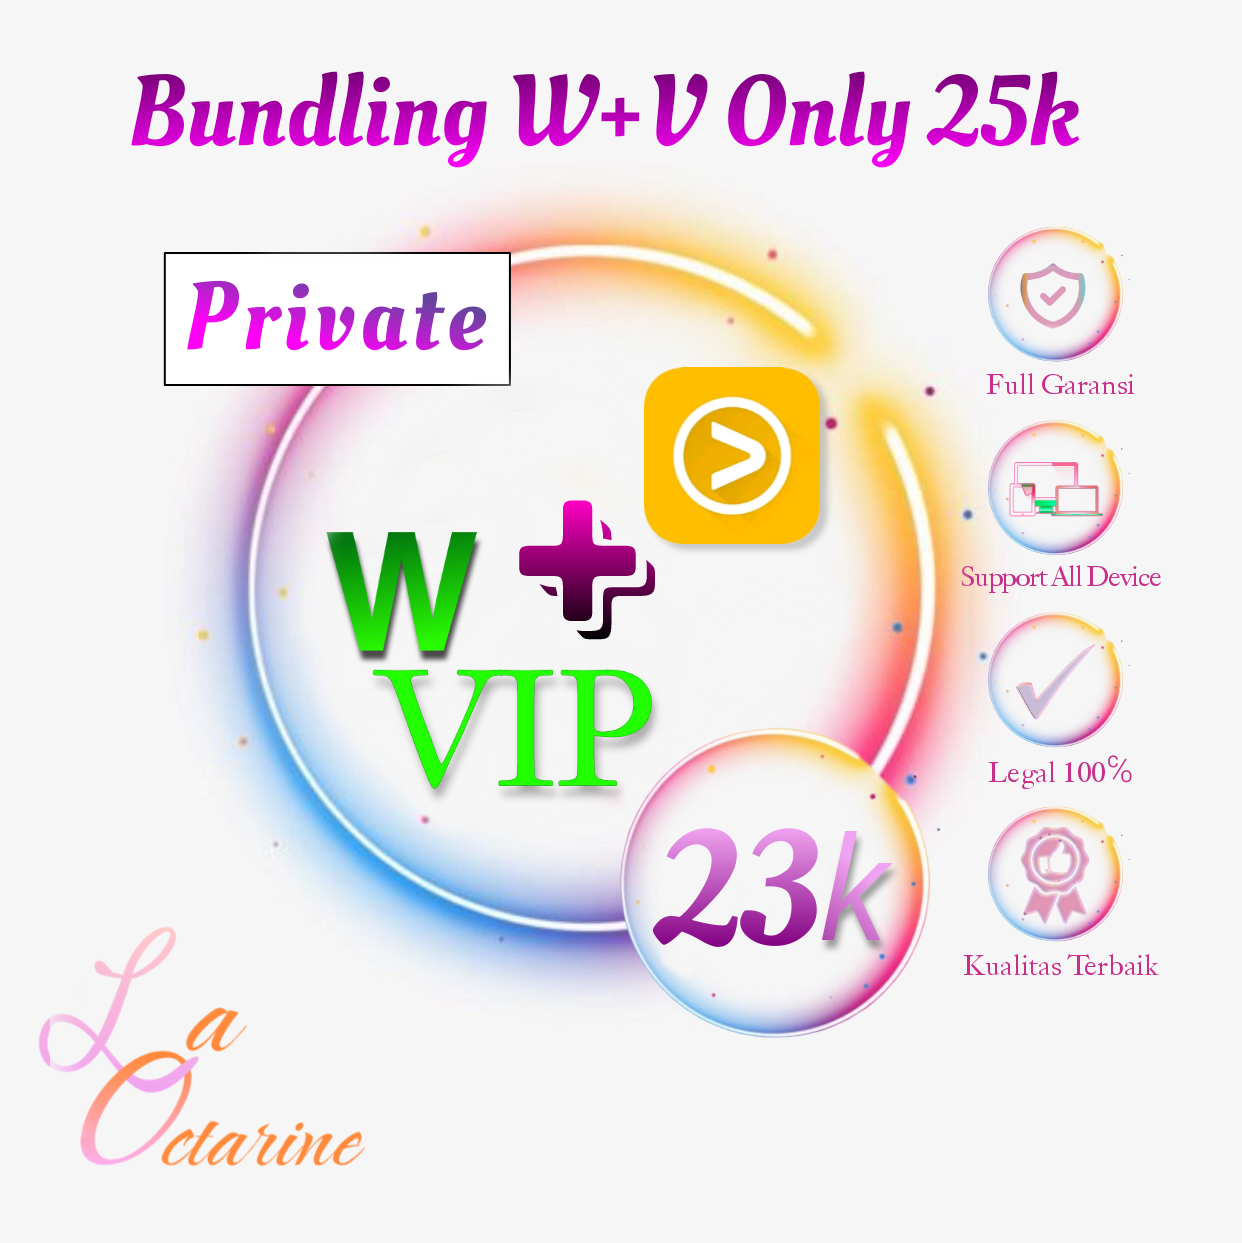 Bundling W+V Only 25k
Private
W
VIP
23k
Full Garansi
Support All Device
Legal 100%
Kualitas Terbaik
La
Octarine